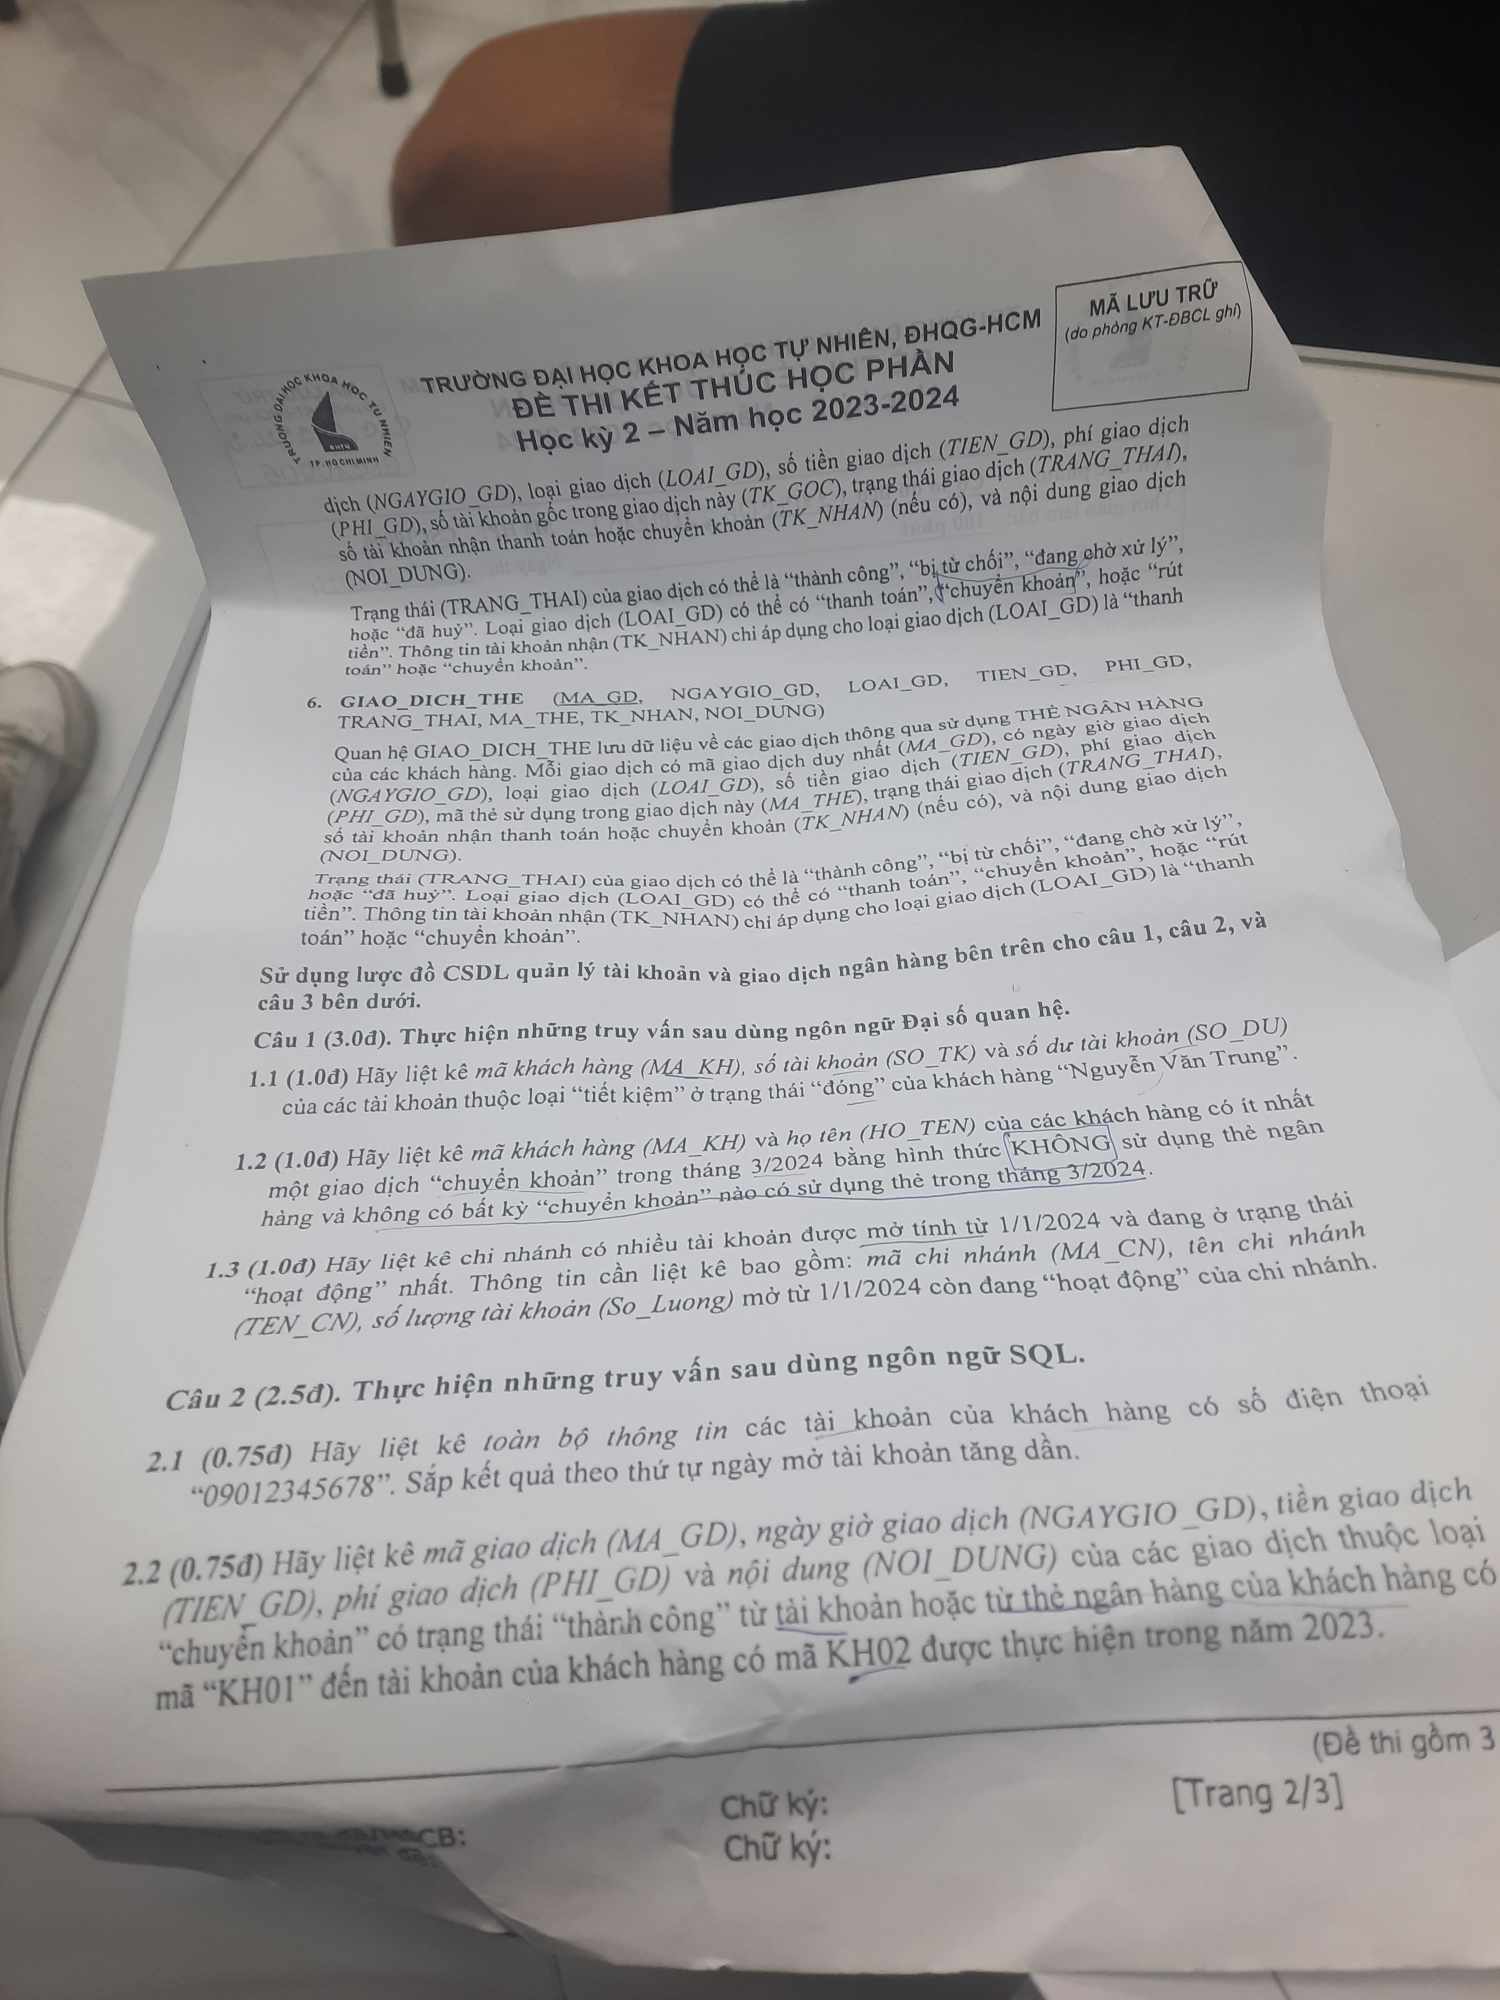 TRƯỜNG ĐẠI HỌC KHOA HỌC TỰ NHIÊN
TP. HỒ CHÍ MINH
TRƯỜNG ĐẠI HỌC KHOA HỌC TỰ NHIÊN, ĐHQG-HCM
ĐỀ THI KẾT THÚC HỌC PHẦN
Học kỳ 2 – Năm học 2023-2024
MÃ LƯU TRỮ
(do phòng KT-ĐBCL ghi)
dịch (NGAYGIO_GD), loại giao dịch (LOAI_GD), số tiền giao dịch (TIEN_GD), phí giao dịch
(PHI_GD), số tài khoản gốc trong giao dịch này (TK_GOC), trạng thái giao dịch (TRANG_THAI),
số tài khoản nhận thanh toán hoặc chuyển khoản (TK_NHAN) (nếu có), và nội dung giao dịch
(NOI_DUNG).
Trạng thái (TRANG_THAI) của giao dịch có thể là “thành công”, “bị từ chối”, “đang chờ xử lý”,
hoặc “đã huỷ”. Loại giao dịch (LOAI_GD) có thể có “thanh toán”, “chuyển khoản”, hoặc “rút
tiền”. Thông tin tài khoản nhận (TK_NHAN) chỉ áp dụng cho loại giao dịch (LOAI_GD) là “thanh
toán” hoặc “chuyển khoản”.
6. GIAO_DICH_THE (MA_GD, NGAYGIO_GD, LOAI_GD, TIEN_GD, PHI_GD,
TRANG_THAI, MA_THE, TK_NHAN, NOI_DUNG)
Quan hệ GIAO_DICH_THE lưu dữ liệu về các giao dịch thông qua sử dụng THẺ NGÂN HÀNG
của các khách hàng. Mỗi giao dịch có mã giao dịch duy nhất (MA_GD), có ngày giờ giao dịch
(NGAYGIO_GD), loại giao dịch (LOAI_GD), số tiền giao dịch (TIEN_GD), phí giao dịch
(PHI_GD), mã thẻ sử dụng trong giao dịch này (MA_THE), trạng thái giao dịch (TRANG_THAI),
số tài khoản nhận thanh toán hoặc chuyển khoản (TK_NHAN) (nếu có), và nội dung giao dịch
(NOI_DUNG).
Trạng thái (TRANG_THAI) của giao dịch có thể là “thành công”, “bị từ chối”, “đang chờ xử lý”,
hoặc “đã huỷ”. Loại giao dịch (LOAI_GD) có thể có “thanh toán”, “chuyển khoản”, hoặc “rút
tiền”. Thông tin tài khoản nhận (TK_NHAN) chỉ áp dụng cho loại giao dịch (LOAI_GD) là “thanh
toán” hoặc “chuyển khoản”.
Sử dụng lược đồ CSDL quản lý tài khoản và giao dịch ngân hàng bên trên cho câu 1, câu 2, và
câu 3 bên dưới.
Câu 1 (3.0đ). Thực hiện những truy vấn sau dùng ngôn ngữ Đại số quan hệ.
1.1 (1.0đ) Hãy liệt kê mã khách hàng (MA_KH), số tài khoản (SO_TK) và số dư tài khoản (SO_DU)
của các tài khoản thuộc loại “tiết kiệm” ở trạng thái “đóng” của khách hàng “Nguyễn Văn Trung”.
1.2 (1.0đ) Hãy liệt kê mã khách hàng (MA_KH) và họ tên (HO_TEN) của các khách hàng có ít nhất
một giao dịch “chuyển khoản” trong tháng 3/2024 bằng hình thức KHÔNG sử dụng thẻ ngân
hàng và không có bất kỳ “chuyển khoản” nào có sử dụng thẻ trong tháng 3/2024.
1.3 (1.0đ) Hãy liệt kê chi nhánh có nhiều tài khoản được mở tính từ 1/1/2024 và đang ở trạng thái
“hoạt động” nhất. Thông tin cần liệt kê bao gồm: mã chi nhánh (MA_CN), tên chi nhánh
(TEN_CN), số lượng tài khoản (So_Luong) mở từ 1/1/2024 còn đang “hoạt động” của chi nhánh.
Câu 2 (2.5đ). Thực hiện những truy vấn sau dùng ngôn ngữ SQL.
2.1 (0.75đ) Hãy liệt kê toàn bộ thông tin các tài khoản của khách hàng có số điện thoại
“09012345678”. Sắp kết quả theo thứ tự ngày mở tài khoản tăng dần.
2.2 (0.75đ) Hãy liệt kê mã giao dịch (MA_GD), ngày giờ giao dịch (NGAYGIO_GD), tiền giao dịch
(TIEN_GD), phí giao dịch (PHI_GD) và nội dung (NOI_DUNG) của các giao dịch thuộc loại
“chuyển khoản” có trạng thái “thành công” từ tài khoản hoặc từ thẻ ngân hàng của khách hàng có
mã “KH01” đến tài khoản của khách hàng có mã KH02 được thực hiện trong năm 2023.
(Đề thi gồm 3
[Trang 2/3]
CB:
Chữ ký:
Chữ ký: